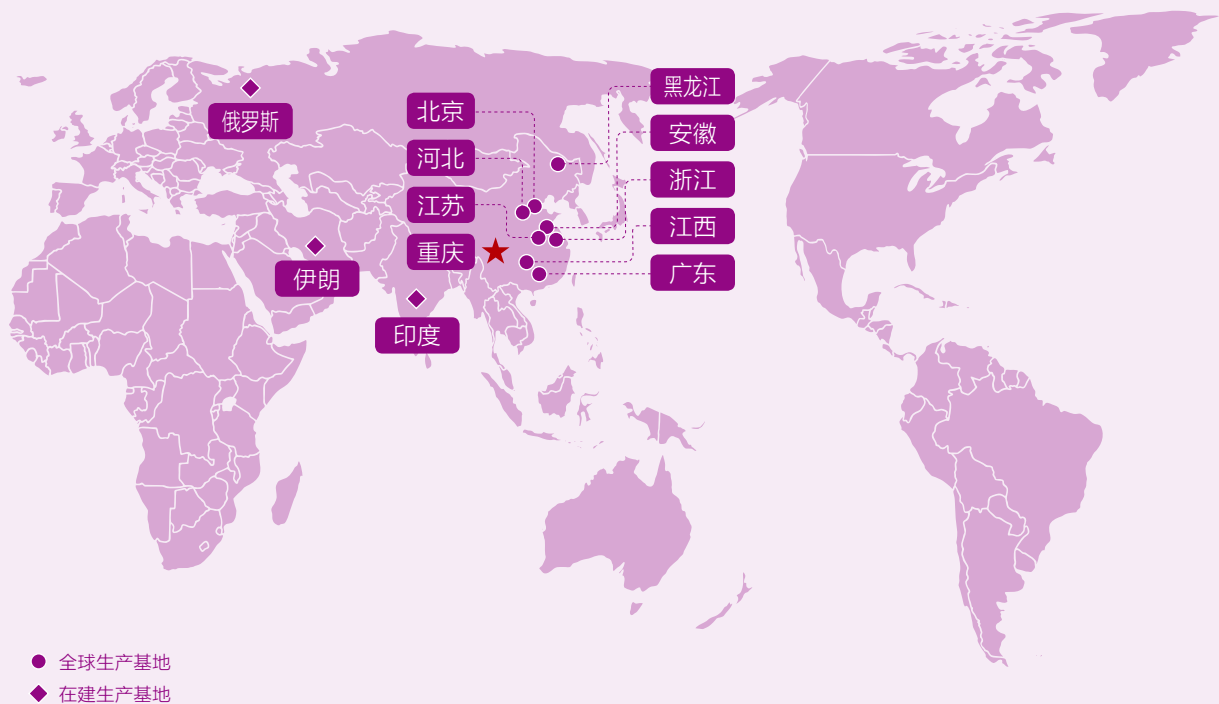 黑龙江
俄罗斯
北京
安徽
河北
浙江
江苏
江西
重庆
广东
伊朗
印度
全球生产基地
在建生产基地